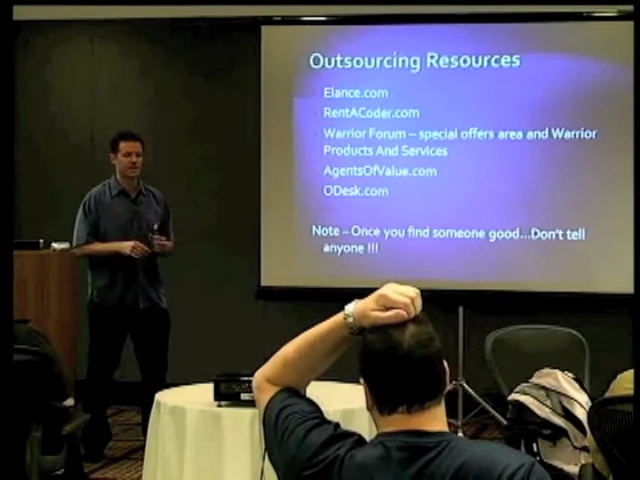 Outsourcing Resources
Elance.com
RentACoder.com
Warrior Forum – special offers area and Warrior
Products And Services
AgentsOfValue.com
ODesk.com
Note – Once you find someone good...Don't tell
anyone !!!